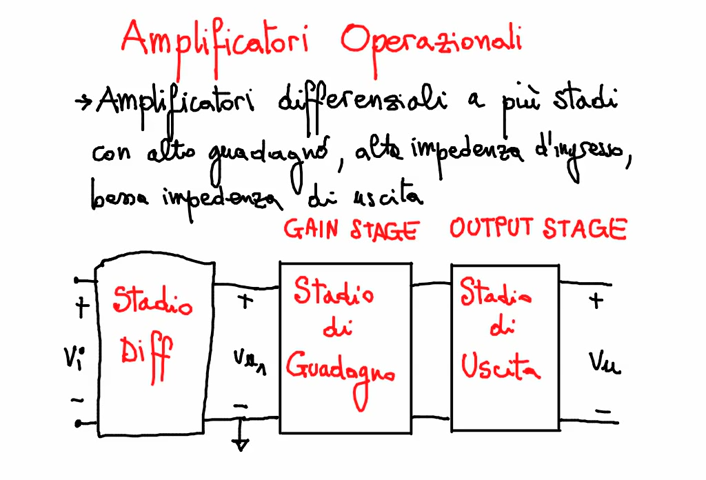 Amplificatori Operazionali
→ Amplificatori differenziali a più stadi
con alto guadagno, alta impedenza d'ingresso,
bassa impedenza di uscita
GAIN STAGE OUTPUT STAGE
Stadio
Diff
Stadio
di
Guadagno
Stadio
di
Uscita
+
Vi
-
+
Vu1
-
+
Vu
-